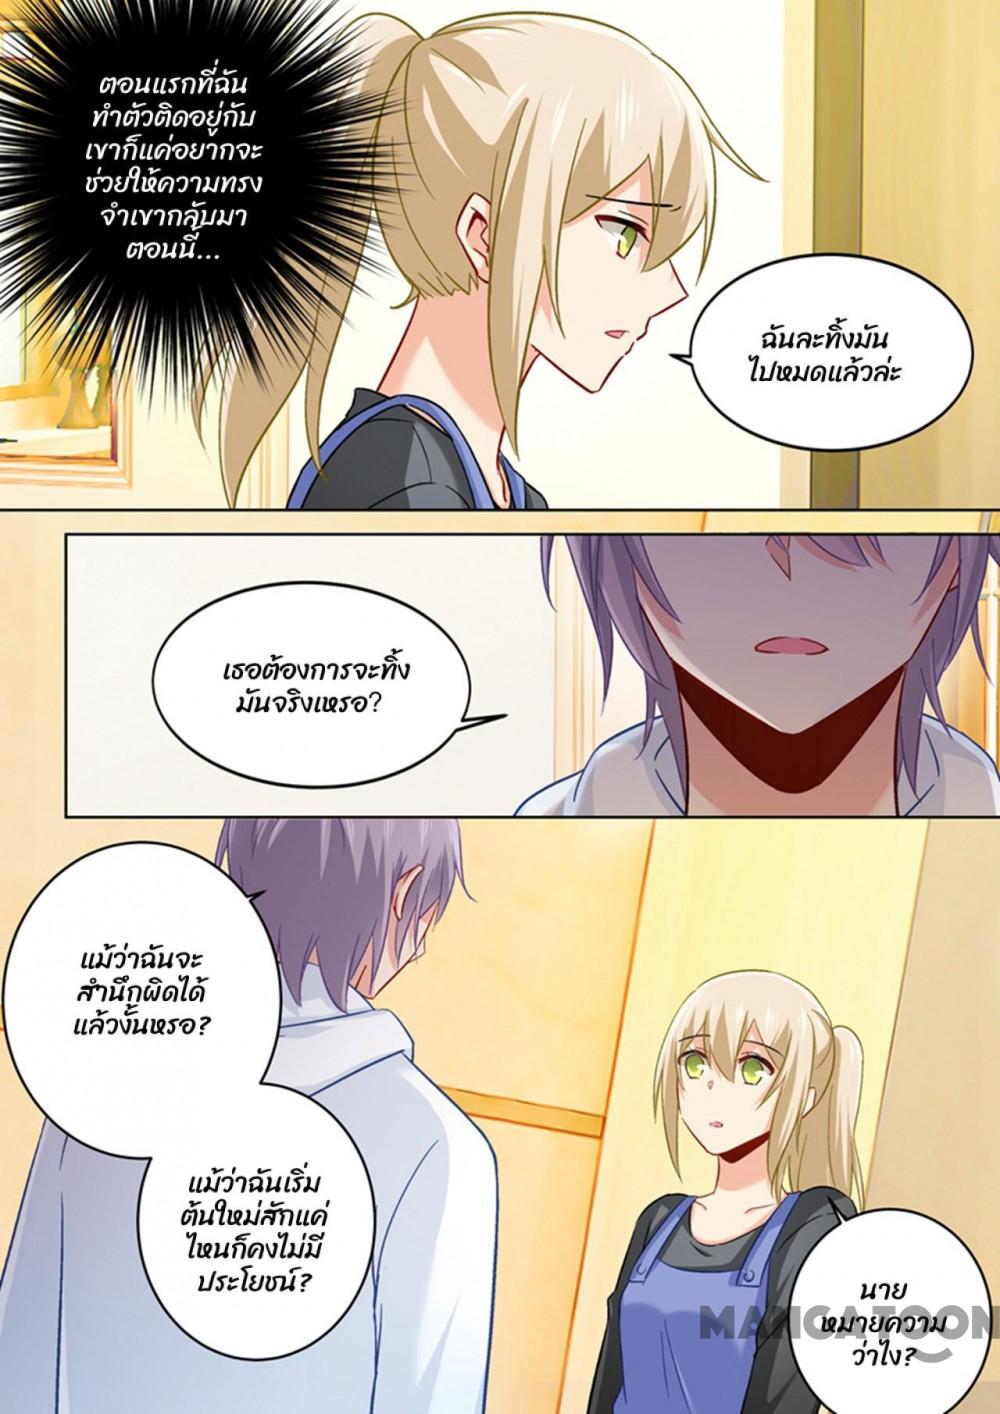 ตอนแรกที่ฉัน
ทำตัวติดอยู่กับ
เขาก็แค่อยากจะ
ช่วยให้ความทรง
จำเขากลับมา
ตอนนี้...
ฉันละทิ้งมัน
ไปหมดแล้วล่ะ
เธอต้องการจะทิ้ง
มันจริงเหรอ?
แม้ว่าฉันจะ
สำนึกผิดได้
แล้วงั้นหรอ?
แม้ว่าฉันเริ่ม
ต้นใหม่สักแค่
ไหนก็คงไม่มี
ประโยชน์?
นาย
หมายความ
ว่าไง?
MANGATOON